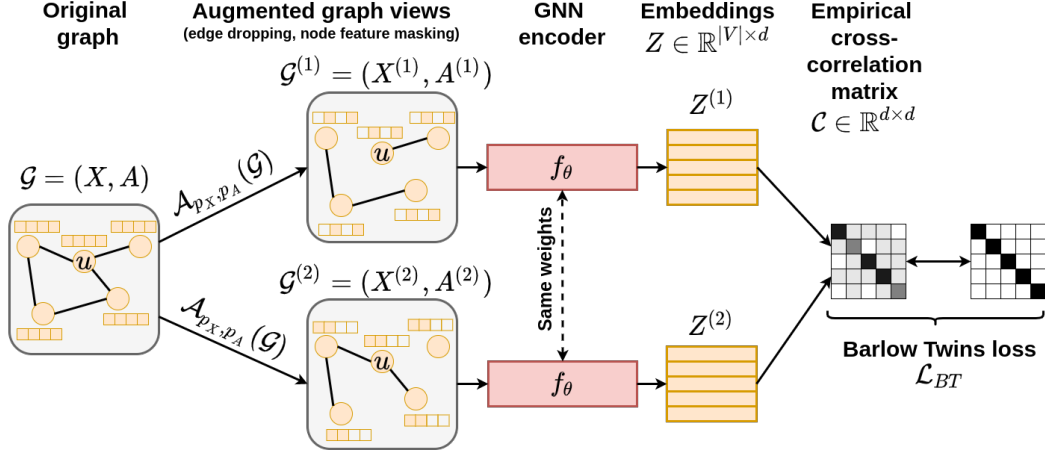 Original
graph
Augmented graph views
(edge dropping, node feature masking)
GNN
encoder
Embeddings
Z ∈ ℝ^{|V|×d}
Empirical
cross-
correlation
matrix
𝒞 ∈ ℝ^{d×d}
𝒢 = (X, A)
u
𝒜_{p_X,p_A}(𝒢)
𝒜_{p_X,p_A}(𝒢)
𝒢^{(1)} = (X^{(1)}, A^{(1)})
u
𝒢^{(2)} = (X^{(2)}, A^{(2)})
u
f_θ
Same weights
f_θ
Z^{(1)}
Z^{(2)}
Barlow Twins loss
ℒ_{BT}